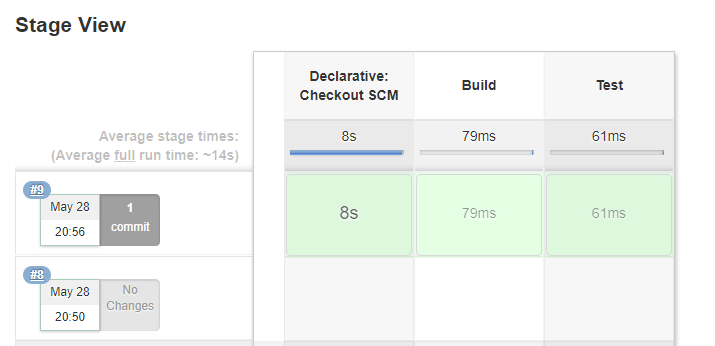 Stage View
Declarative:
Checkout SCM
Build
Test
Average stage times:
(Average full run time: ~14s)
8s
79ms
61ms
#9
May 28
20:56
1
commit
8s
79ms
61ms
#8
May 28
20:50
No
Changes